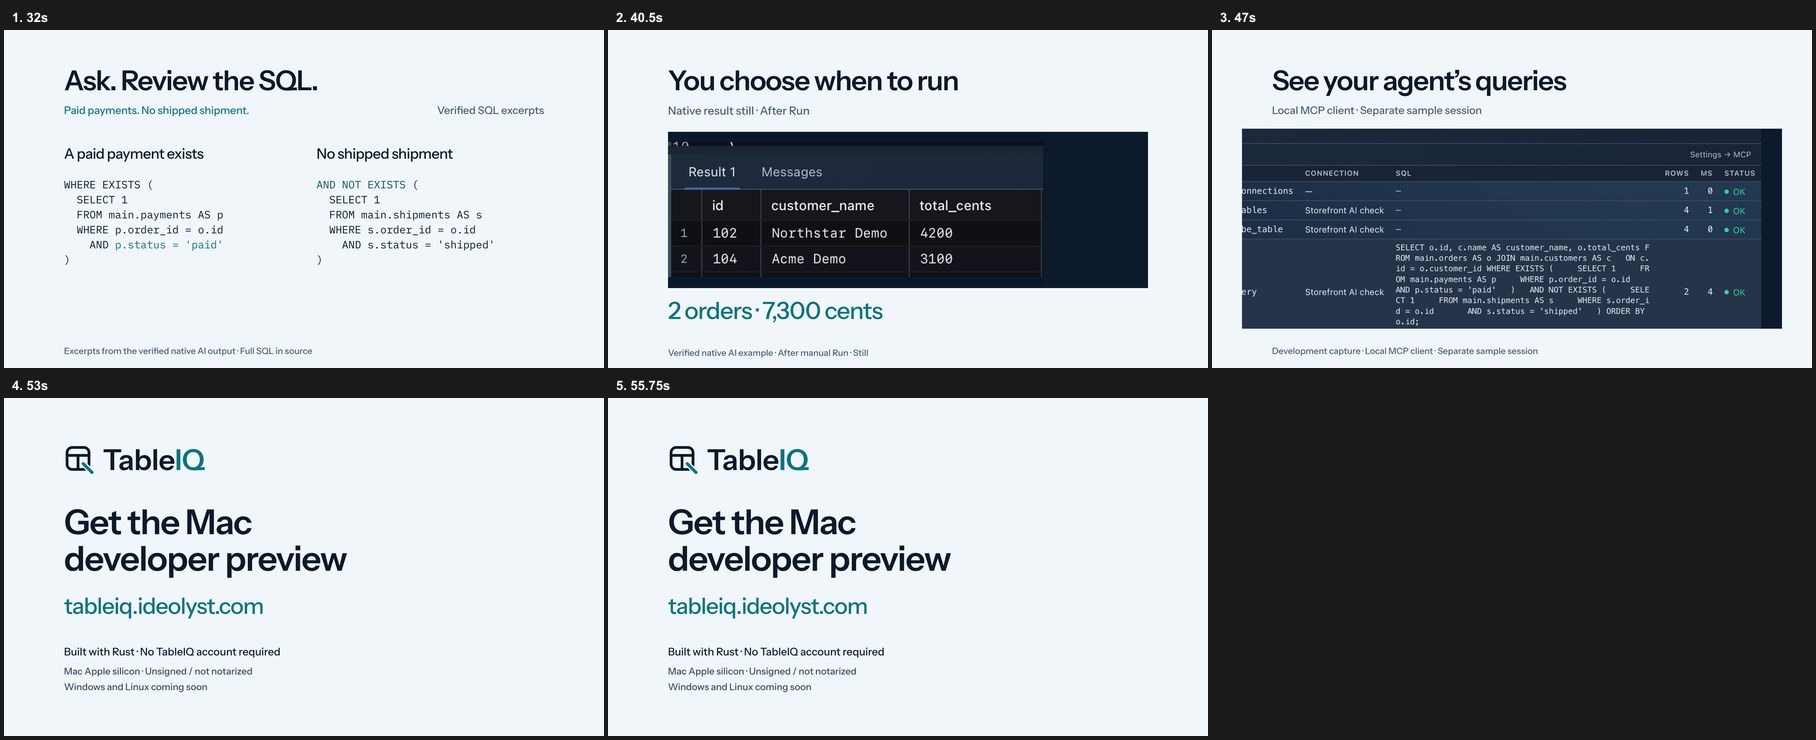 1. 32s
Ask. Review the SQL.
Paid payments. No shipped shipment.
Verified SQL excerpts
A paid payment exists
WHERE EXISTS (
SELECT 1
FROM main.payments AS p
WHERE p.order_id = o.id
AND p.status = 'paid'
)
No shipped shipment
AND NOT EXISTS (
SELECT 1
FROM main.shipments AS s
WHERE s.order_id = o.id
AND s.status = 'shipped'
)
Excerpts from the verified native AI output · Full SQL in source
2. 40.5s
You choose when to run
Native result still · After Run
Result 1 Messages
id customer_name total_cents
1 102 Northstar Demo 4200
2 104 Acme Demo 3100
2 orders · 7,300 cents
Verified native AI example · After manual Run · Still
3. 47s
See your agent’s queries
Local MCP client · Separate sample session
Settings → MCP
CONNECTION SQL ROWS MS STATUS
onnections — — 1 0 OK
ables Storefront AI check — 4 1 OK
be_table Storefront AI check — 4 0 OK
SELECT o.id, c.name AS customer_name, o.total_cents F
ROM main.orders AS o JOIN main.customers AS c ON c.
id = o.customer_id WHERE EXISTS ( SELECT 1 FR
OM main.payments AS p WHERE p.order_id = o.id
AND p.status = 'paid' ) AND NOT EXISTS ( SELE
ery Storefront AI check CT 1 FROM main.shipments AS s WHERE s.order_i 2 4 OK
d = o.id AND s.status = 'shipped' ) ORDER BY
o.id;
Development capture · Local MCP client · Separate sample session
4. 53s
TableIQ
Get the Mac
developer preview
tableiq.ideolyst.com
Built with Rust · No TableIQ account required
Mac Apple silicon · Unsigned / not notarized
Windows and Linux coming soon
5. 55.75s
TableIQ
Get the Mac
developer preview
tableiq.ideolyst.com
Built with Rust · No TableIQ account required
Mac Apple silicon · Unsigned / not notarized
Windows and Linux coming soon